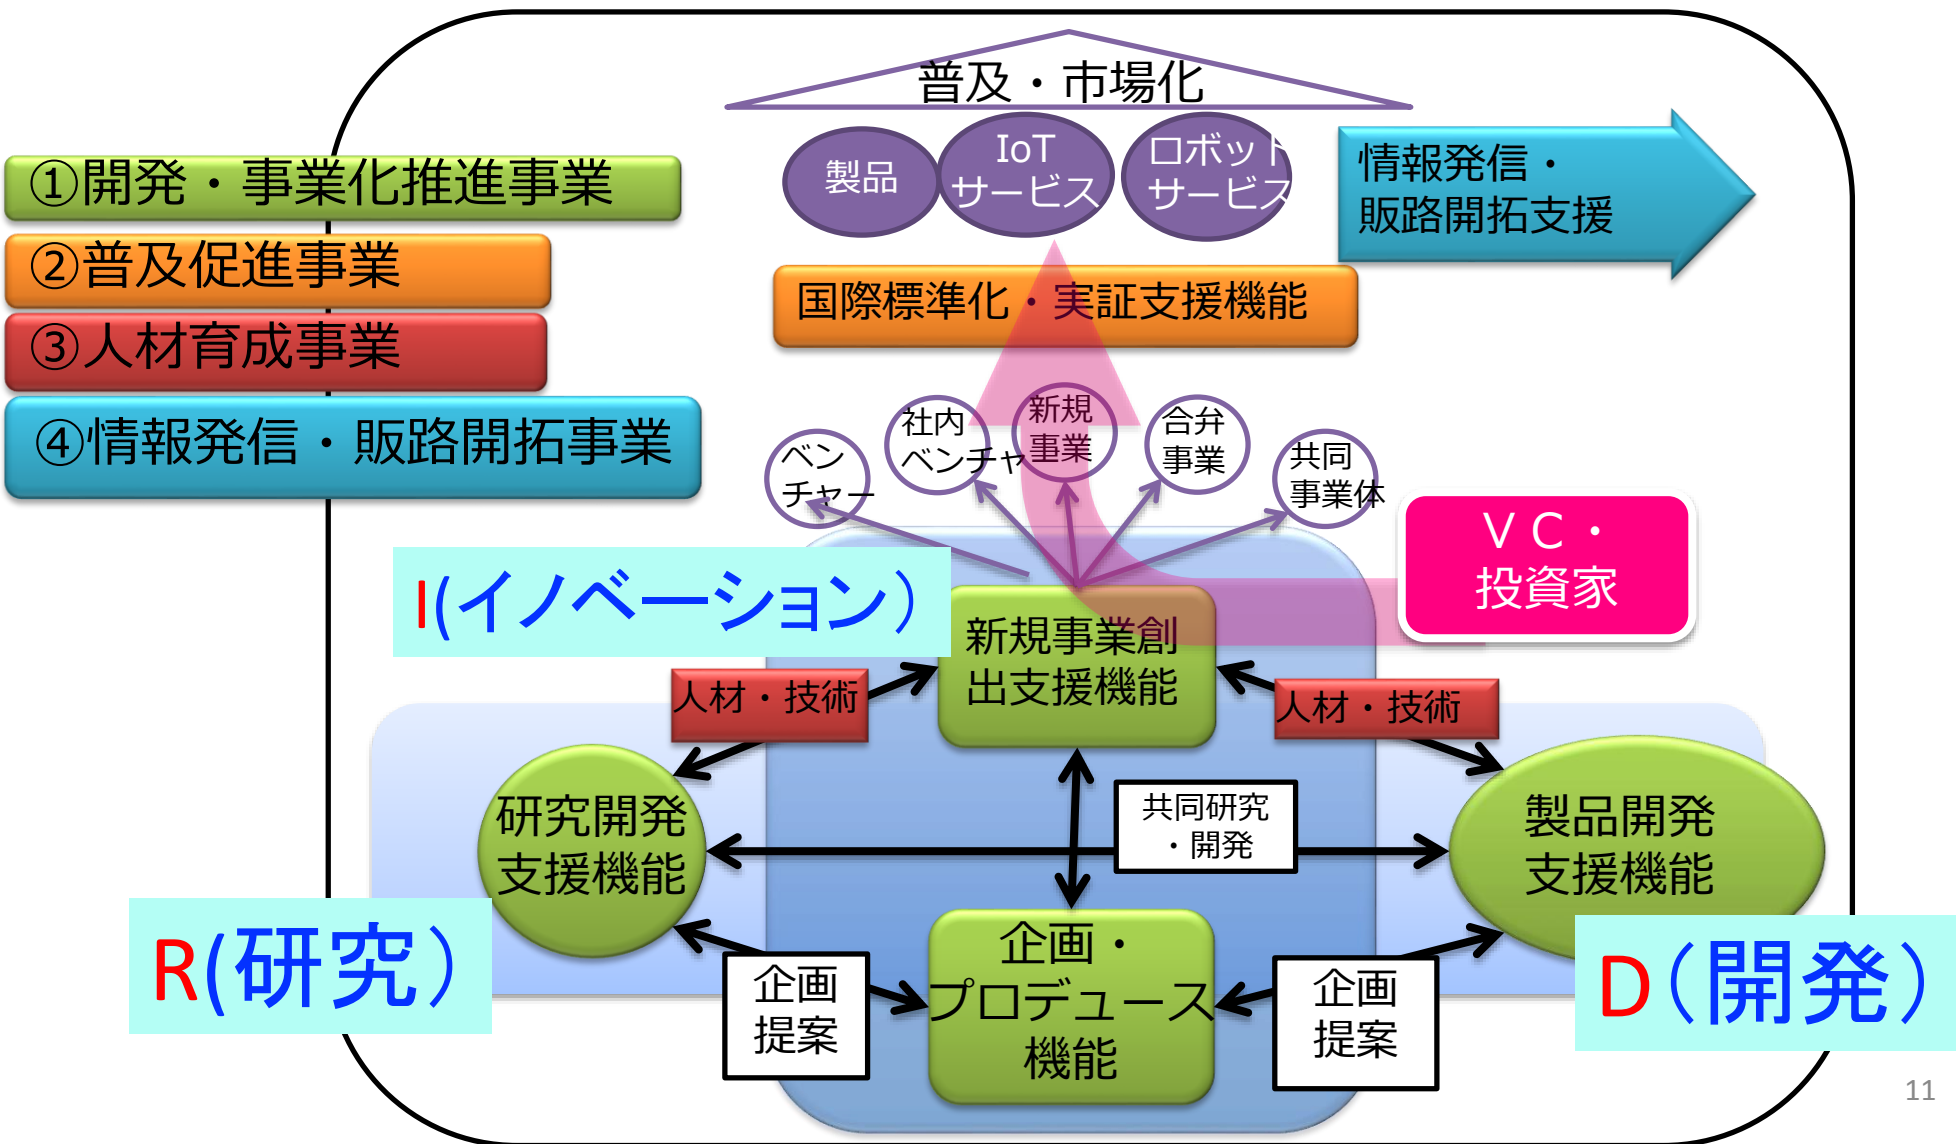 普及・市場化
製品
IoT
サービス
ロボット
サービス
情報発信・
販路開拓支援
①開発・事業化推進事業
②普及促進事業
③人材育成事業
④情報発信・販路開拓事業
国際標準化・実証支援機能
ベン
チャー
社内
ベンチャ
新規
事業
合弁
事業
共同
事業体
ＶＣ・
投資家
I(イノベーション）
新規事業創
出支援機能
人材・技術
人材・技術
研究開発
支援機能
共同研究
・開発
製品開発
支援機能
R(研究）
企画
提案
企画・
プロデュース
機能
企画
提案
D（開発）
11